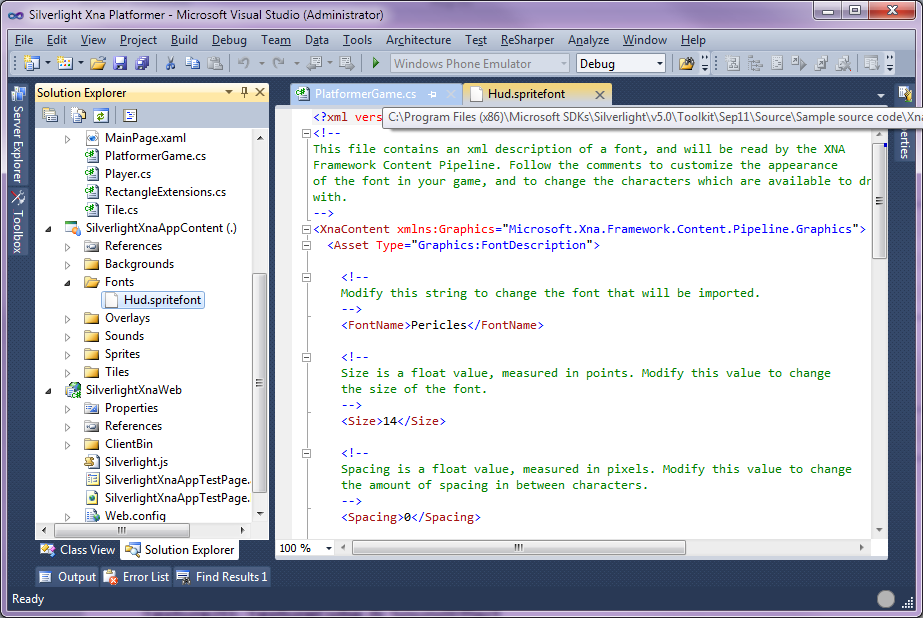 Silverlight Xna Platformer - Microsoft Visual Studio (Administrator)
File Edit View Project Build Debug Team Data Tools Architecture Test ReSharper Analyze Window Help
Windows Phone Emulator Debug
Server Explorer
Toolbox
Solution Explorer
MainPage.xaml
PlatformerGame.cs
Player.cs
RectangleExtensions.cs
Tile.cs
SilverlightXnaAppContent (.)
References
Backgrounds
Fonts
Hud.spritefont
Overlays
Sounds
Sprites
Tiles
SilverlightXnaWeb
Properties
References
ClientBin
Silverlight.js
SilverlightXnaAppTestPage.
SilverlightXnaAppTestPage.
Web.config
Class View Solution Explorer
PlatformerGame.cs Hud.spritefont
C:\Program Files (x86)\Microsoft SDKs\Silverlight\v5.0\Toolkit\Sep11\Source\Sample source code\Xna
<?xml vers
<!--
This file contains an xml description of a font, and will be read by the XNA
Framework Content Pipeline. Follow the comments to customize the appearance
of the font in your game, and to change the characters which are available to dr
with.
-->
<XnaContent xmlns:Graphics="Microsoft.Xna.Framework.Content.Pipeline.Graphics">
<Asset Type="Graphics:FontDescription">
<!--
Modify this string to change the font that will be imported.
-->
<FontName>Pericles</FontName>
<!--
Size is a float value, measured in points. Modify this value to change
the size of the font.
-->
<Size>14</Size>
<!--
Spacing is a float value, measured in pixels. Modify this value to change
the amount of spacing in between characters.
-->
<Spacing>0</Spacing>
100 %
erties
Output Error List Find Results 1
Ready